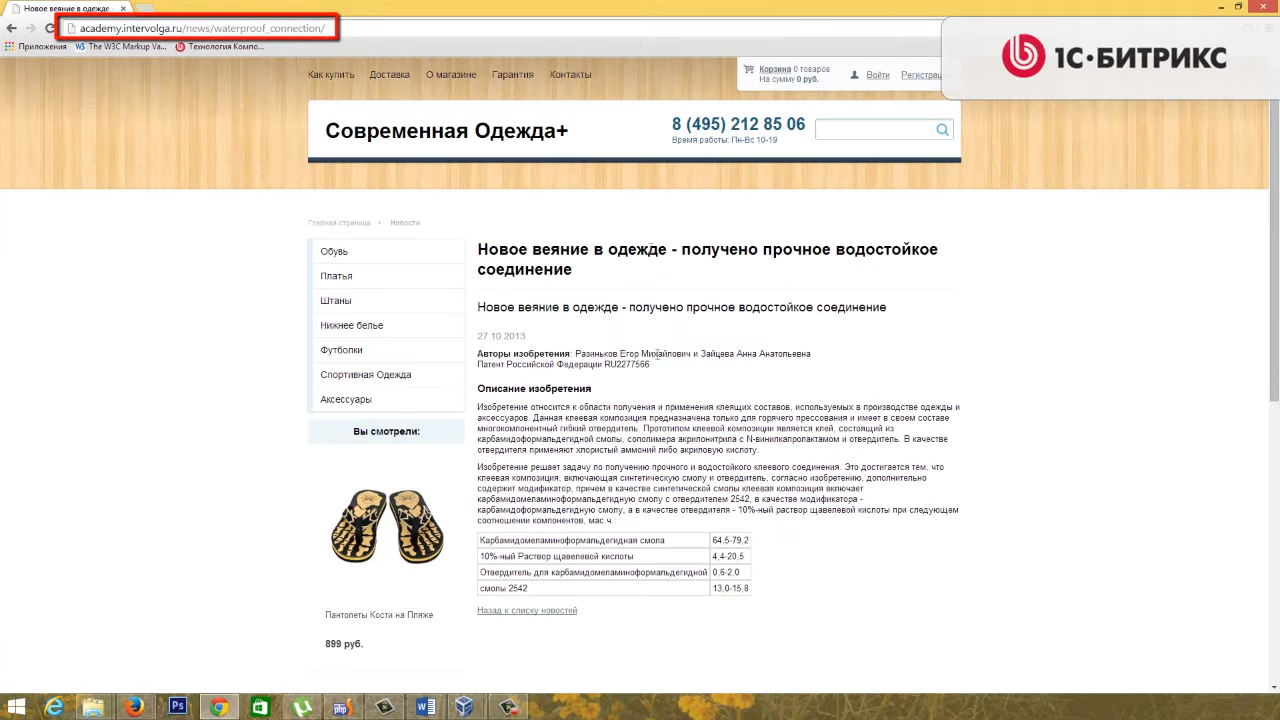 Новое веяние в одежде -
academy.intervolga.ru/news/waterproof_connection/
Приложения
The W3C Markup Va...
Технология Компо...
1С·БИТРИКС
Как купить
Доставка
О магазине
Гарантия
Контакты
Корзина 0 товаров
На сумму 0 руб.
Войти
Регистрац
Современная Одежда+
8 (495) 212 85 06
Время работы: Пн-Вс 10-19
Главная страница
Новости
Обувь
Платья
Штаны
Нижнее белье
Футболки
Спортивная Одежда
Аксессуары
Вы смотрели:
Пантолеты Кости на Пляже
899 руб.
Новое веяние в одежде - получено прочное водостойкое
соединение
Новое веяние в одежде - получено прочное водостойкое соединение
27 10.2013
Авторы изобретения: Разиньков Егор Михайлович и Зайцева Анна Анатольевна
Патент Российской Федерации RU2277566
Описание изобретения
Изобретение относится к области получения и применения клеящих составов, используемых в производстве одежды и
аксессуаров. Данная клеевая композиция предназначена только для горячего прессования и имеет в своем составе
многокомпонентный гибкий отвердитель. Прототипом клеевой композиции является клей, состоящий из
карбамидоформальдегидной смолы, сополимера акрилонитрила с N-винилкапролактамом и отвердитель. В качестве
отвердителя применяют хлористый аммоний либо акриловую кислоту.
Изобретение решает задачу по получению прочного и водостойкого клеевого соединения. Это достигается тем, что
клеевая композиция, включающая синтетическую смолу и отвердитель, согласно изобретению, дополнительно
содержит модификатор, причем в качестве синтетической смолы клеевая композиция включает
карбамидомеламиноформальдегидную смолу с отвердителем 2542, в качестве модификатора -
карбамидоформальдегидную смолу, а в качестве отвердителя - 10%-ный раствор щавелевой кислоты при следующем
соотношении компонентов, мас.ч.:
Карбамидомеламиноформальдегидная смола 64,5-79,2
10%-ный Раствор щавелевой кислоты 4,4-20,5
Отвердитель для карбамидомеламиноформальдегидной 0,6-2,0
смолы 2542 13,0-15,8
Назад к списку новостей
Ps
php